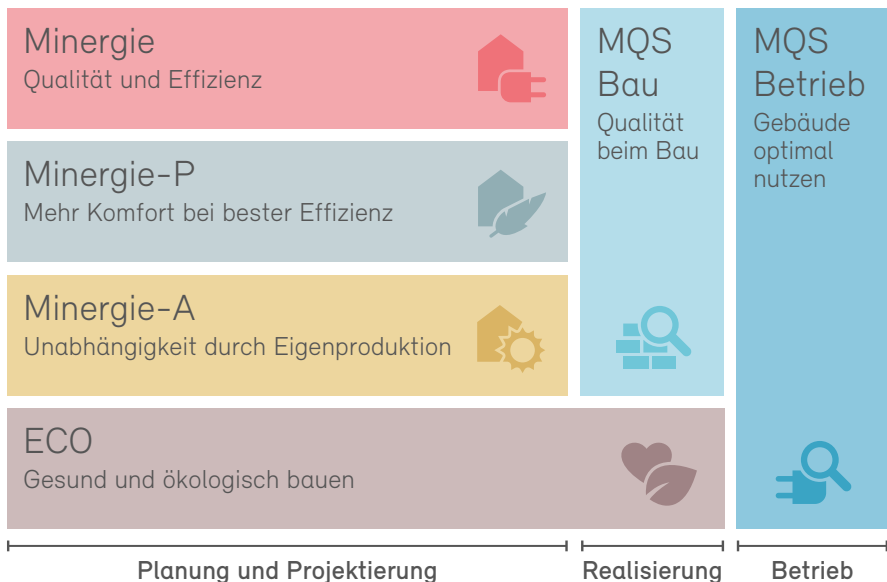 Minergie
Qualität und Effizienz
Minergie-P
Mehr Komfort bei bester Effizienz
Minergie-A
Unabhängigkeit durch Eigenproduktion
ECO
Gesund und ökologisch bauen
MQS
Bau
Qualität
beim Bau
MQS
Betrieb
Gebäude
optimal
nutzen
Planung und Projektierung
Realisierung
Betrieb